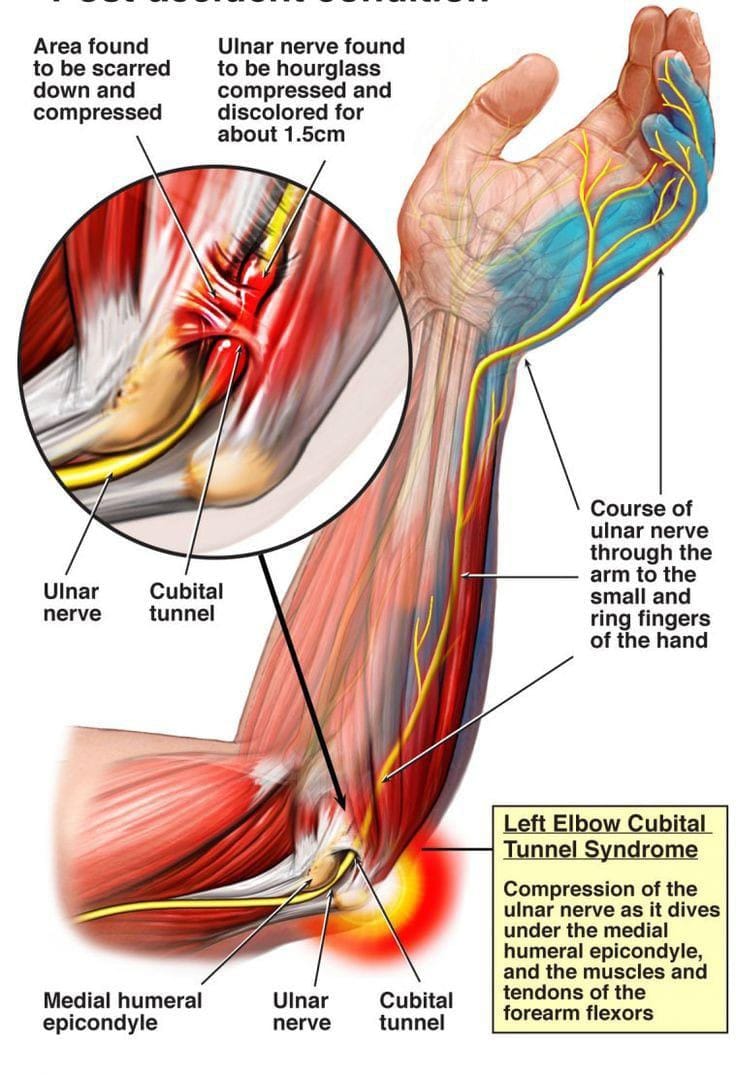 Post-accident condition
Area found
to be scarred
down and
compressed
Ulnar nerve found
to be hourglass
compressed and
discolored for
about 1.5cm
Ulnar
nerve
Cubital
tunnel
Course of
ulnar nerve
through the
arm to the
small and
ring fingers
of the hand
Left Elbow Cubital
Tunnel Syndrome
Compression of the
ulnar nerve as it dives
under the medial
humeral epicondyle,
and the muscles and
tendons of the
forearm flexors
Medial humeral
epicondyle
Ulnar
nerve
Cubital
tunnel